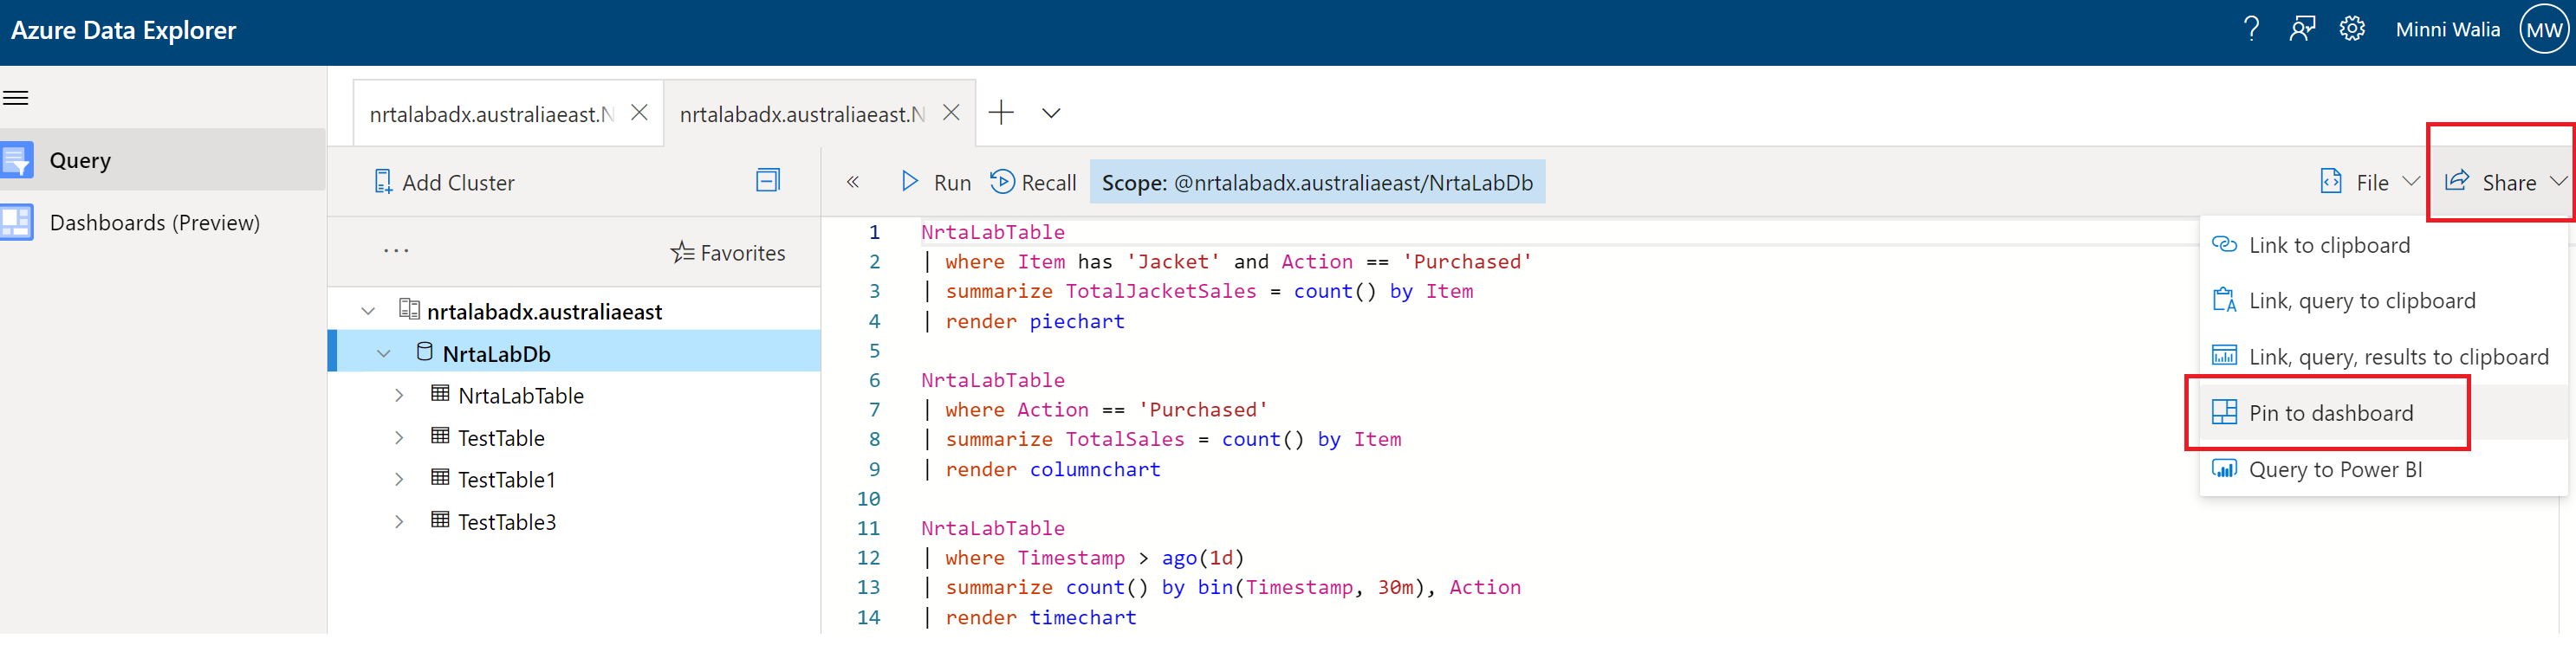 Azure Data Explorer
? Minni Walia MW
Query
Dashboards (Preview)
nrtalabadx.australiaeast.N
nrtalabadx.australiaeast.N
Add Cluster
Run
Recall
Scope: @nrtalabadx.australiaeast/NrtaLabDb
File
Share
... Favorites
nrtalabadx.australiaeast
NrtaLabDb
NrtaLabTable
TestTable
TestTable1
TestTable3
1 NrtaLabTable
2 | where Item has 'Jacket' and Action == 'Purchased'
3 | summarize TotalJacketSales = count() by Item
4 | render piechart
5
6 NrtaLabTable
7 | where Action == 'Purchased'
8 | summarize TotalSales = count() by Item
9 | render columnchart
10
11 NrtaLabTable
12 | where Timestamp > ago(1d)
13 | summarize count() by bin(Timestamp, 30m), Action
14 | render timechart
Link to clipboard
Link, query to clipboard
Link, query, results to clipboard
Pin to dashboard
Query to Power BI